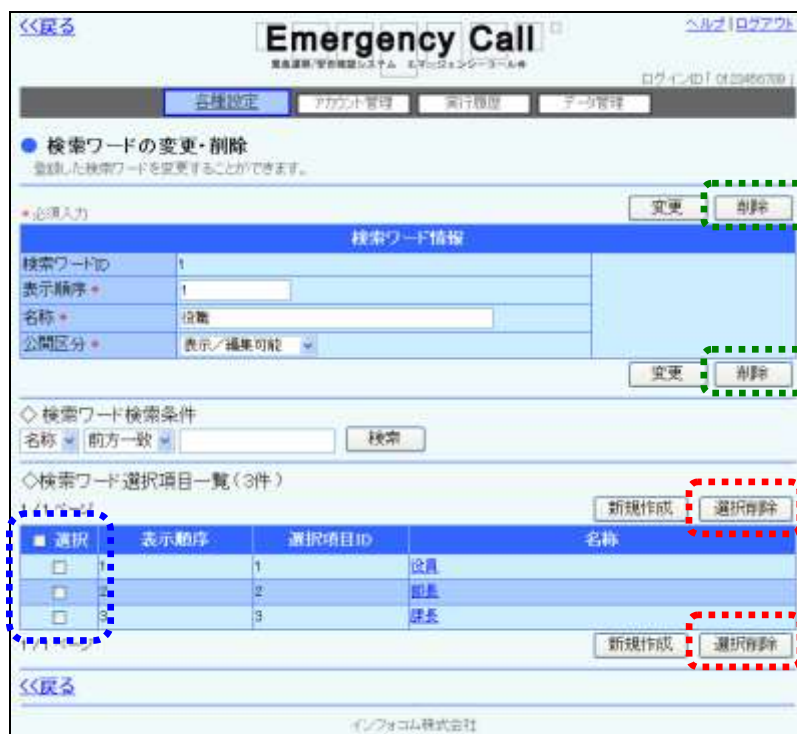 <<戻る
ヘルプ | ログアウト
Emergency Call
緊急連絡/安否確認システム エマージェンシーコール
ログインID「0123456789」
各種設定 アカウント管理 実行履歴 データ管理
● 検索ワードの変更・削除
登録した検索ワードを変更することができます。
*必須入力
変更 削除
検索ワード情報
検索ワードID 1
表示順序 * 1
名称 * 役職
公開区分 * 表示／編集可能
変更 削除
◇ 検索ワード検索条件
名称 前方一致 検索
◇検索ワード選択項目一覧（3件）
1 / 1 ページ
新規作成 選択削除
選択 表示順序 選択項目ID 名称
1 1 役員
2 2 部長
3 3 課長
1 / 1 ページ
新規作成 選択削除
<<戻る
インフォコム株式会社